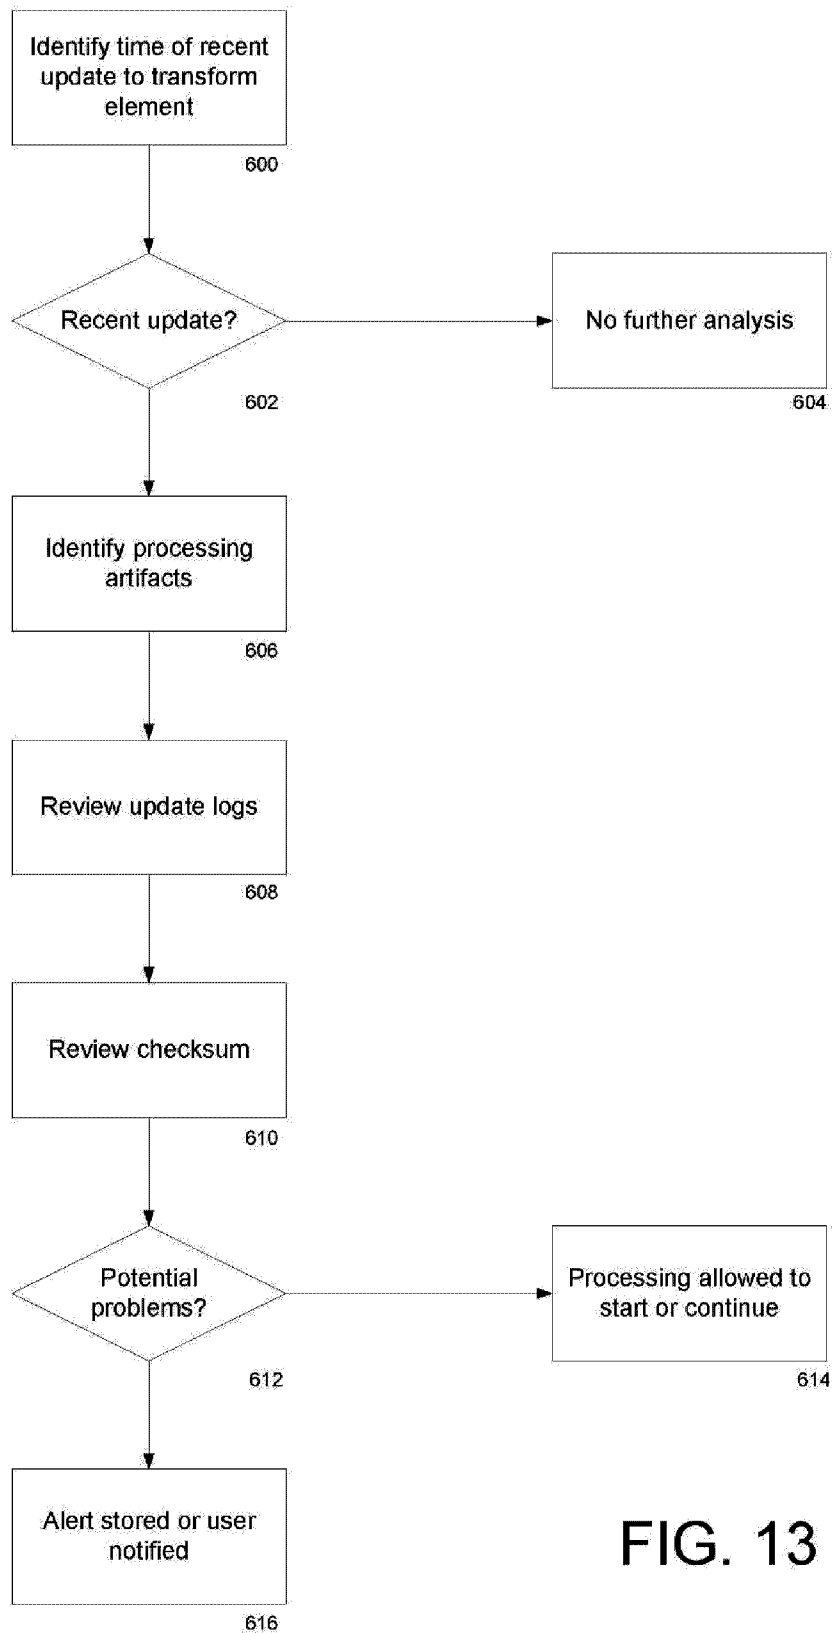 Identify time of recent
update to transform
element
600
Recent update?
602
No further analysis
604
Identify processing
artifacts
606
Review update logs
608
Review checksum
610
Potential
problems?
612
Processing allowed to
start or continue
614
Alert stored or user
notified
616
FIG. 13